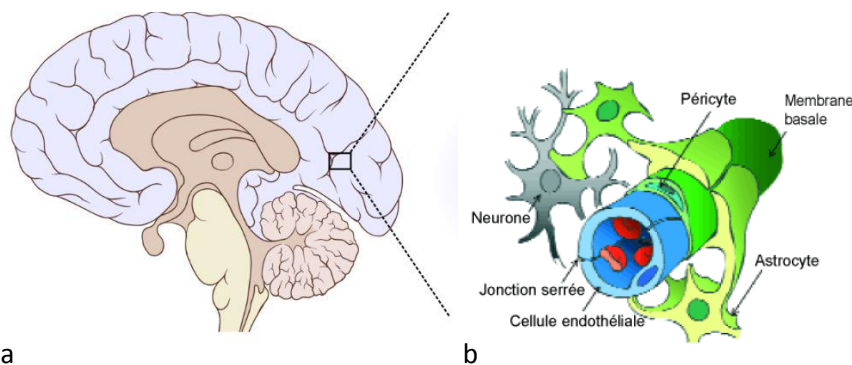 Péricyte
Membrane
basale
Neurone
Astrocyte
Jonction serrée
Cellule endothéliale
a
b